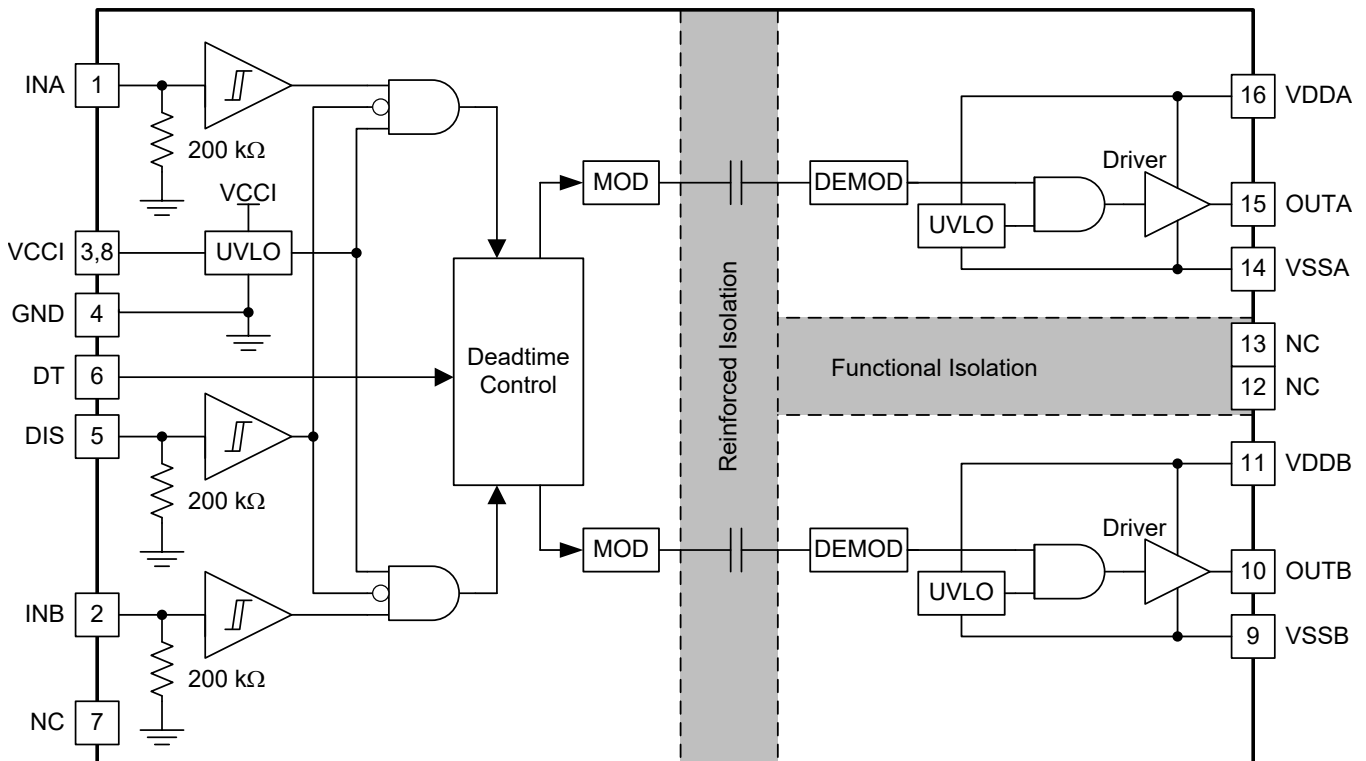 INA 1
200 kΩ
VCCI
VCCI 3,8 UVLO
GND 4
DT 6
DIS 5
200 kΩ
INB 2
200 kΩ
NC 7
Deadtime
Control
MOD
MOD
Reinforced Isolation
Functional Isolation
DEMOD
UVLO
Driver
16 VDDA
15 OUTA
14 VSSA
13 NC
12 NC
DEMOD
UVLO
Driver
11 VDDB
10 OUTB
9 VSSB